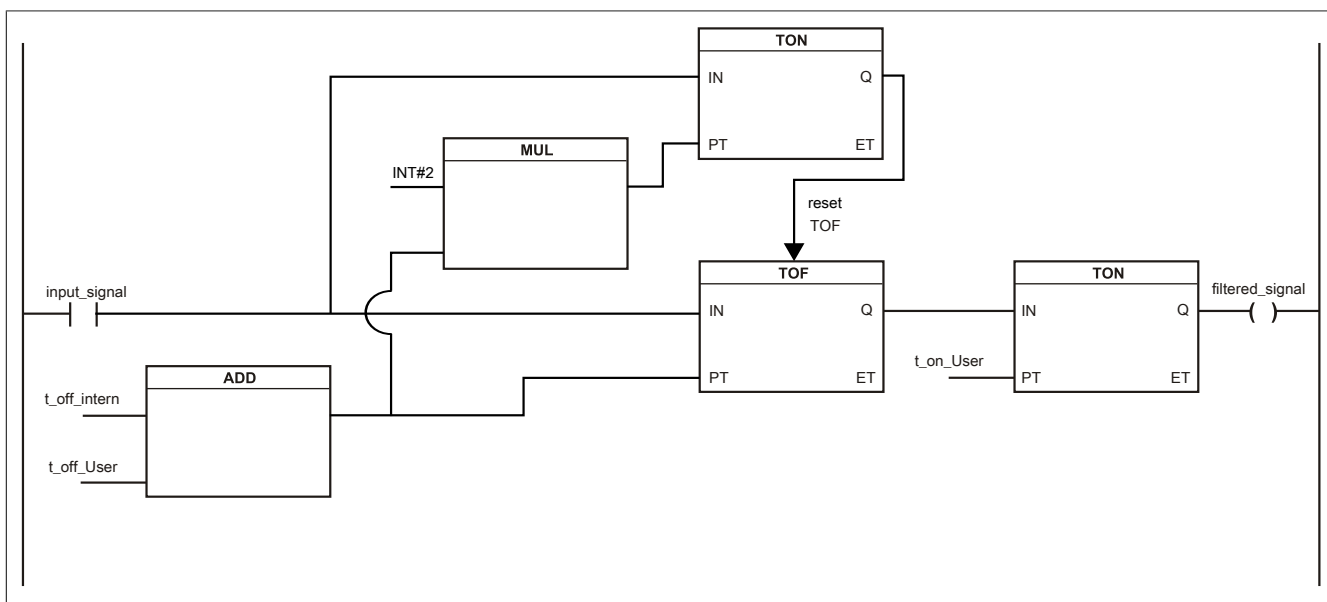 TON
IN
Q
PT
ET
MUL
INT#2
reset
TOF
input_signal
TOF
IN
Q
PT
ET
TON
IN
Q
PT
ET
t_on_User
filtered_signal
ADD
t_off_intern
t_off_User